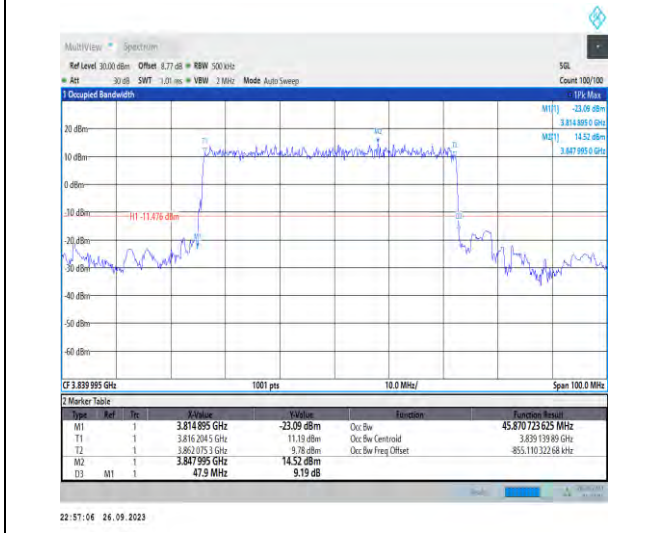 MultiView Spectrum
Ref Level 30.00 dBm Offset 8.77 dB RBW 500 kHz SGL
Att 30 dB SWT 1.01 ms VBW 2 MHz Mode Auto Sweep Count 100/100
1 Occupied Bandwidth 1Pk Max
M1[1] -23.09 dBm
3.814 895 0 GHz
M2[1] 14.52 dBm
3.847 995 0 GHz
20 dBm
10 dBm
0 dBm
-10 dBm
H1 -11.476 dBm
-20 dBm
-30 dBm
-40 dBm
-50 dBm
-60 dBm
T1
M2
T2
M1
D3
CF 3.839 995 GHz 1001 pts 10.0 MHz/ Span 100.0 MHz
2 Marker Table
Type Ref Trc X-Value Y-Value Function Function Result
M1 1 3.814 895 GHz -23.09 dBm Occ Bw 45.870 723 625 MHz
T1 1 3.816 204 5 GHz 11.19 dBm Occ Bw Centroid 3.839 139 89 GHz
T2 1 3.862 075 3 GHz 9.78 dBm Occ Bw Freq Offset -855.110 322 68 kHz
M2 1 3.847 995 GHz 14.52 dBm
D3 M1 1 47.9 MHz 9.19 dB
22:57:06 26.09.2023